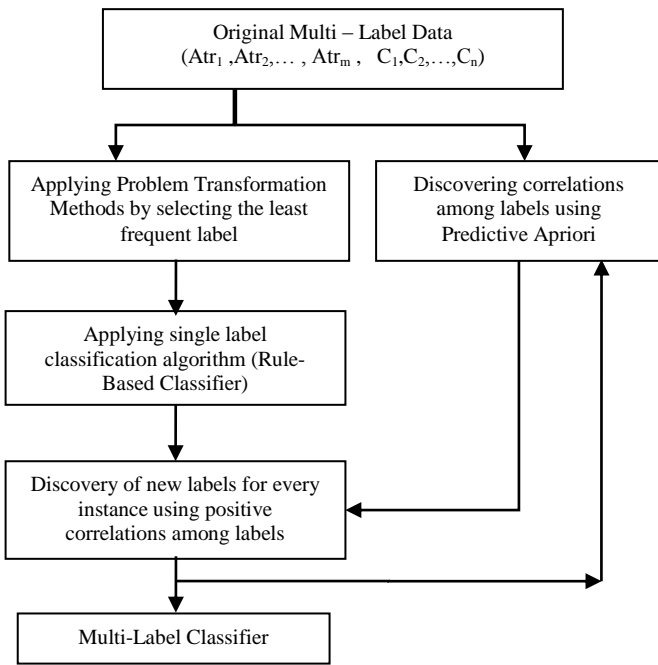 Original Multi – Label Data
(Atr₁ ,Atr₂,… , Atrₘ , C₁,C₂,…,Cₙ)
Applying Problem Transformation
Methods by selecting the least
frequent label
Discovering correlations
among labels using
Predictive Apriori
Applying single label
classification algorithm (Rule-
Based Classifier)
Discovery of new labels for every
instance using positive
correlations among labels
Multi-Label Classifier